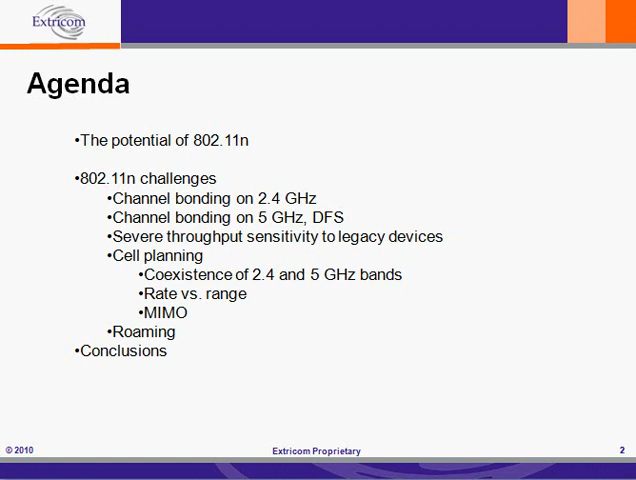 Extricom
Agenda
•The potential of 802.11n
•802.11n challenges
•Channel bonding on 2.4 GHz
•Channel bonding on 5 GHz, DFS
•Severe throughput sensitivity to legacy devices
•Cell planning
•Coexistence of 2.4 and 5 GHz bands
•Rate vs. range
•MIMO
•Roaming
•Conclusions
© 2010 Extricom Proprietary 2